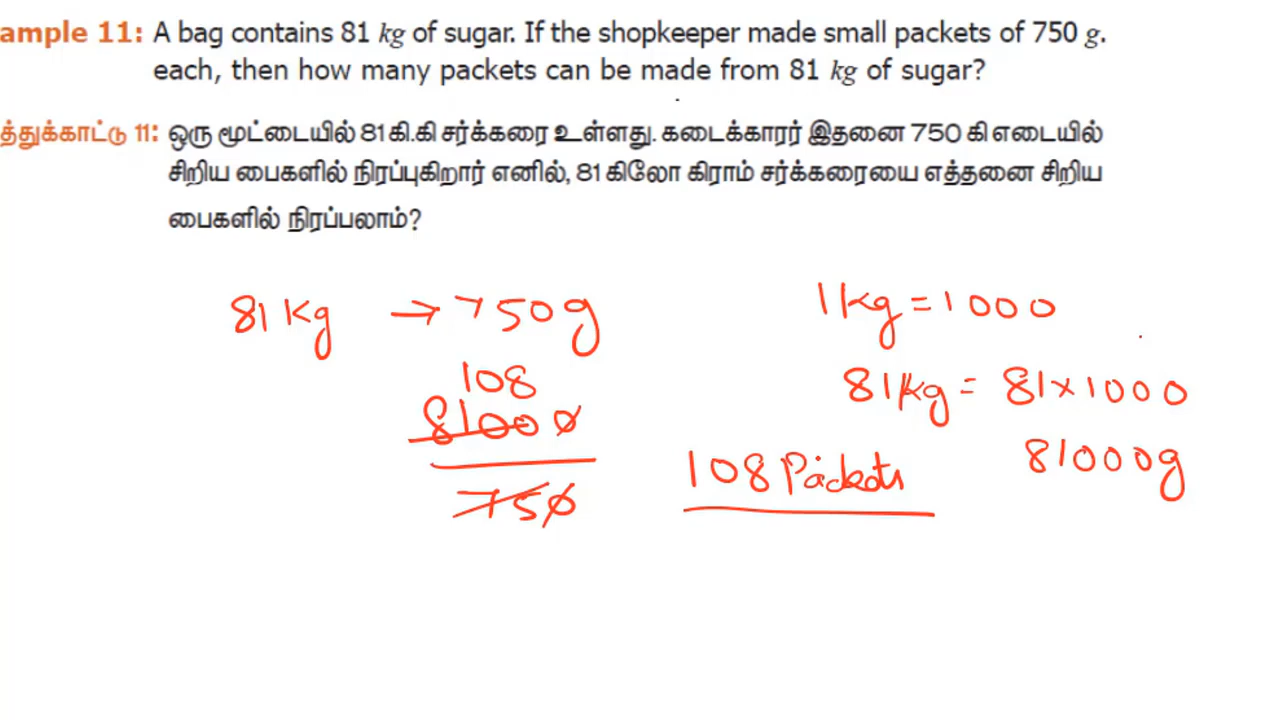 ample 11: A bag contains 81 kg of sugar. If the shopkeeper made small packets of 750 g.
each, then how many packets can be made from 81 kg of sugar?
த்துக்காட்டு 11: ஒரு மூட்டையில் 81 கி.கி சர்க்கரை உள்ளது. கடைக்காரர் இதனை 750 கி எடையில்
சிறிய பைகளில் நிரப்புகிறார் எனில், 81 கிலோ கிராம் சர்க்கரையை எத்தனை சிறிய
பைகளில் நிரப்பலாம்?
81 kg → 750g
1kg = 1000
108
81000
750
81kg = 81×1000
81000g
108 Packets